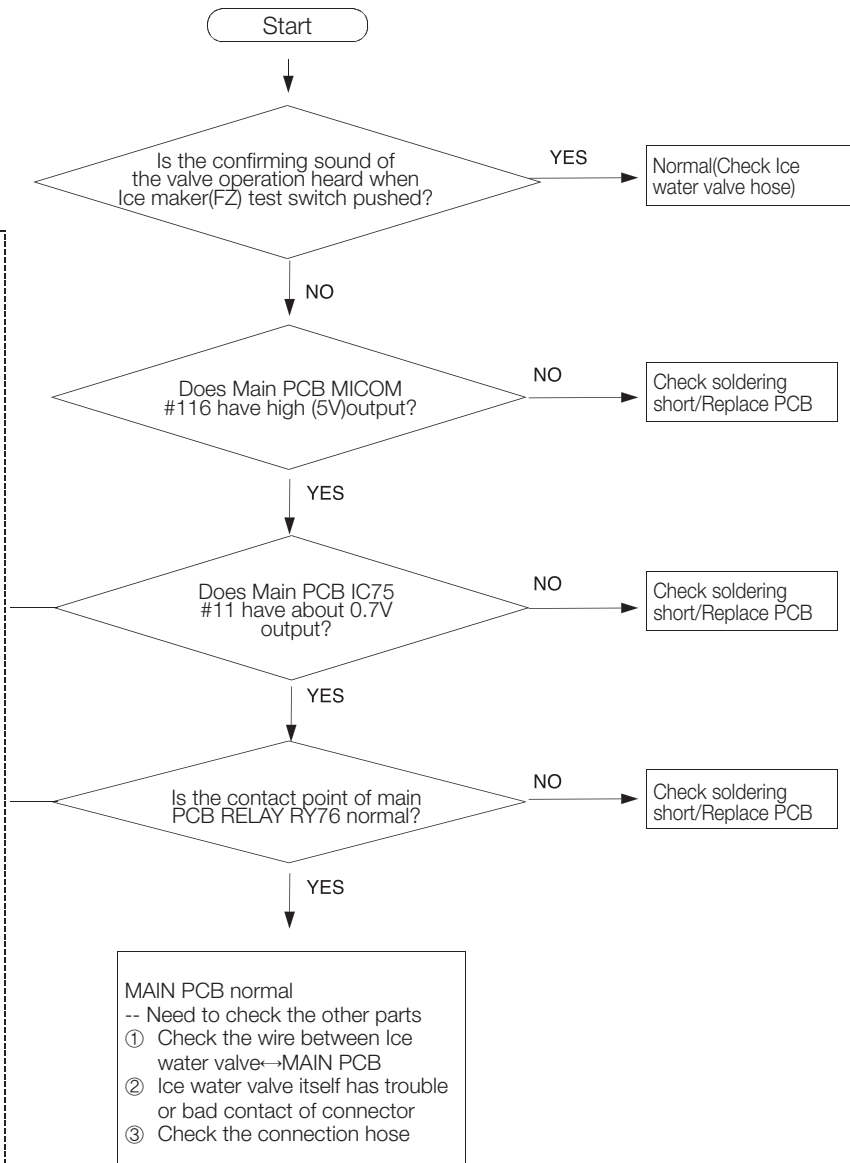 Start
Is the confirming sound of
the valve operation heard when
Ice maker(FZ) test switch pushed?
YES
Normal(Check Ice
water valve hose)
NO
Does Main PCB MICOM
#116 have high (5V)output?
NO
Check soldering
short/Replace PCB
YES
Does Main PCB IC75
#11 have about 0.7V
output?
NO
Check soldering
short/Replace PCB
YES
Is the contact point of main
PCB RELAY RY76 normal?
NO
Check soldering
short/Replace PCB
YES
MAIN PCB normal
-- Need to check the other parts
① Check the wire between Ice
water valve↔MAIN PCB
② Ice water valve itself has trouble
or bad contact of connector
③ Check the connection hose